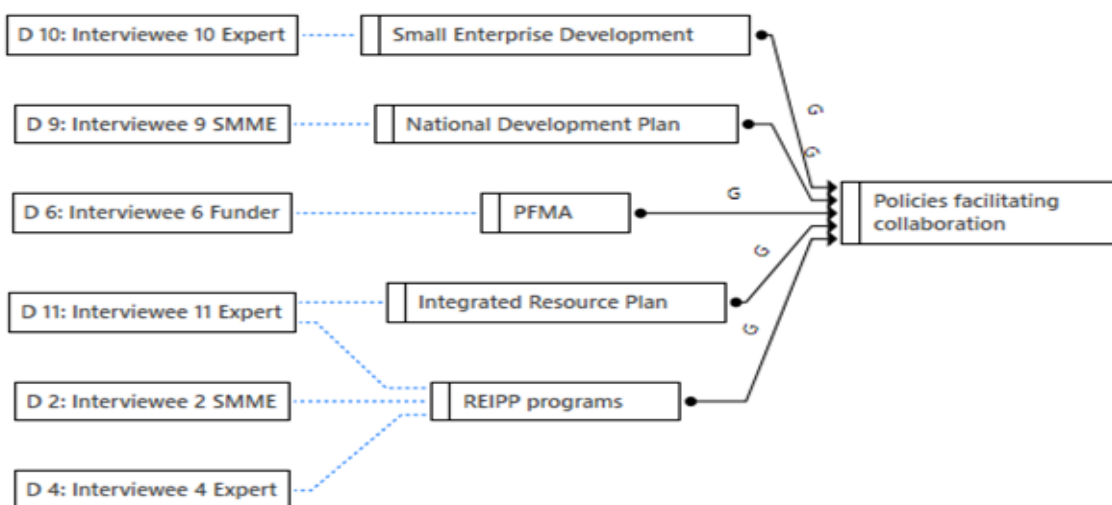 D 10: Interviewee 10 Expert
Small Enterprise Development
G
D 9: Interviewee 9 SMME
National Development Plan
G
Policies facilitating
collaboration
D 6: Interviewee 6 Funder
PFMA
G
D 11: Interviewee 11 Expert
Integrated Resource Plan
G
D 2: Interviewee 2 SMME
REIPP programs
G
D 4: Interviewee 4 Expert